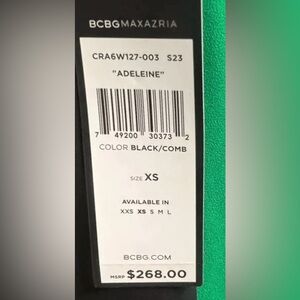 BCBGMAXAZRIA
CRA6W127-003 S23
"ADELEINE"
7 49200 30373 2
COLOR BLACK/COMB
SIZE XS
AVAILABLE IN
XXS XS S M L
BCBG.COM
MSRP $268.00